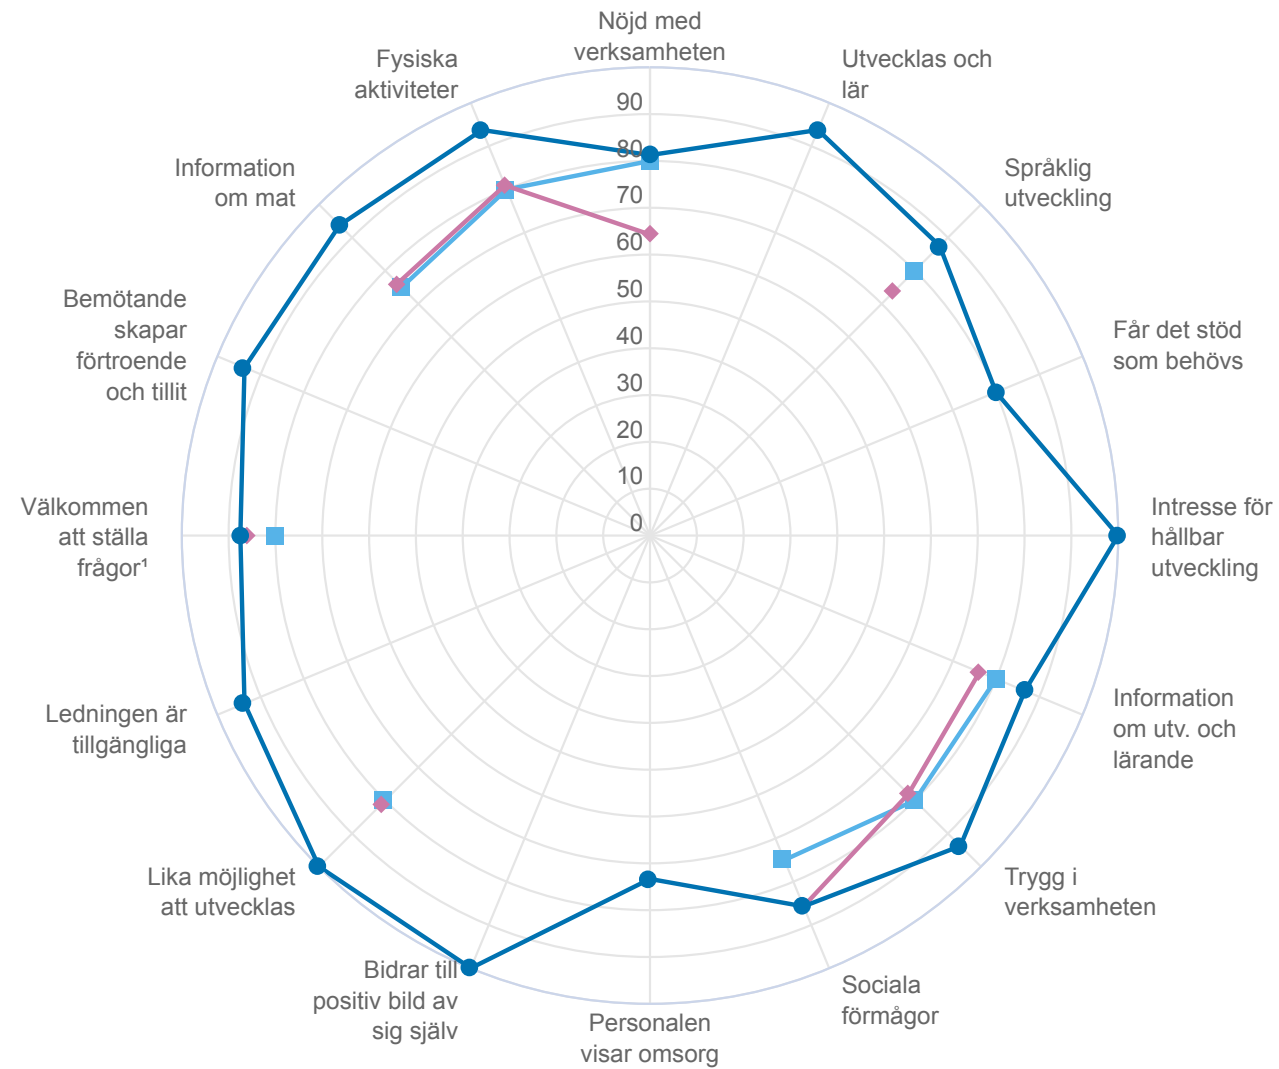 Nöjd med
verksamheten
Utvecklas och
lär
Språklig
utveckling
Får det stöd
som behövs
Intresse för
hållbar
utveckling
Information
om utv. och
lärande
Trygg i
verksamheten
Sociala
förmågor
Personalen
visar omsorg
Bidrar till
positiv bild av
sig själv
Lika möjlighet
att utvecklas
Ledningen är
tillgängliga
Välkommen
att ställa
frågor¹
Bemötande
skapar
förtroende
och tillit
Information
om mat
Fysiska
aktiviteter
90
80
70
60
50
40
30
20
10
0